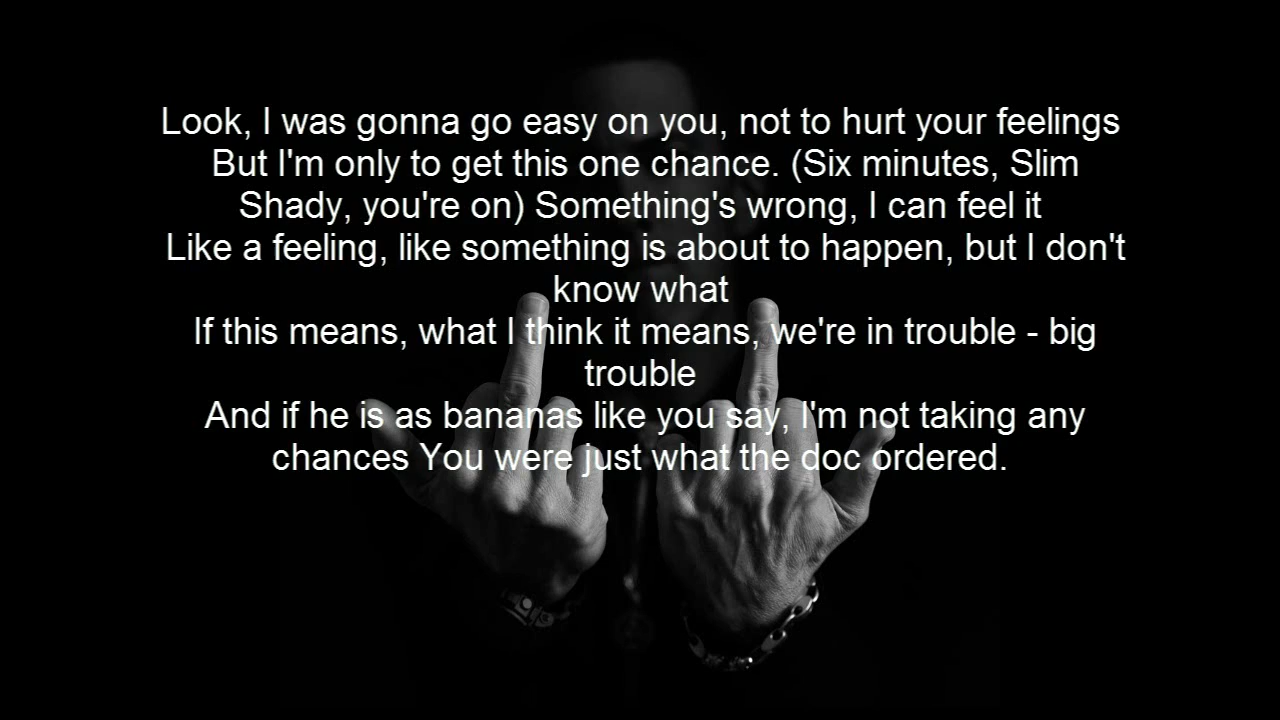 Look, I was gonna go easy on you, not to hurt your feelings
But I'm only to get this one chance. (Six minutes, Slim
Shady, you're on) Something's wrong, I can feel it
Like a feeling, like something is about to happen, but I don't
know what
If this means, what I think it means, we're in trouble - big
trouble
And if he is as bananas like you say, I'm not taking any
chances You were just what the doc ordered.